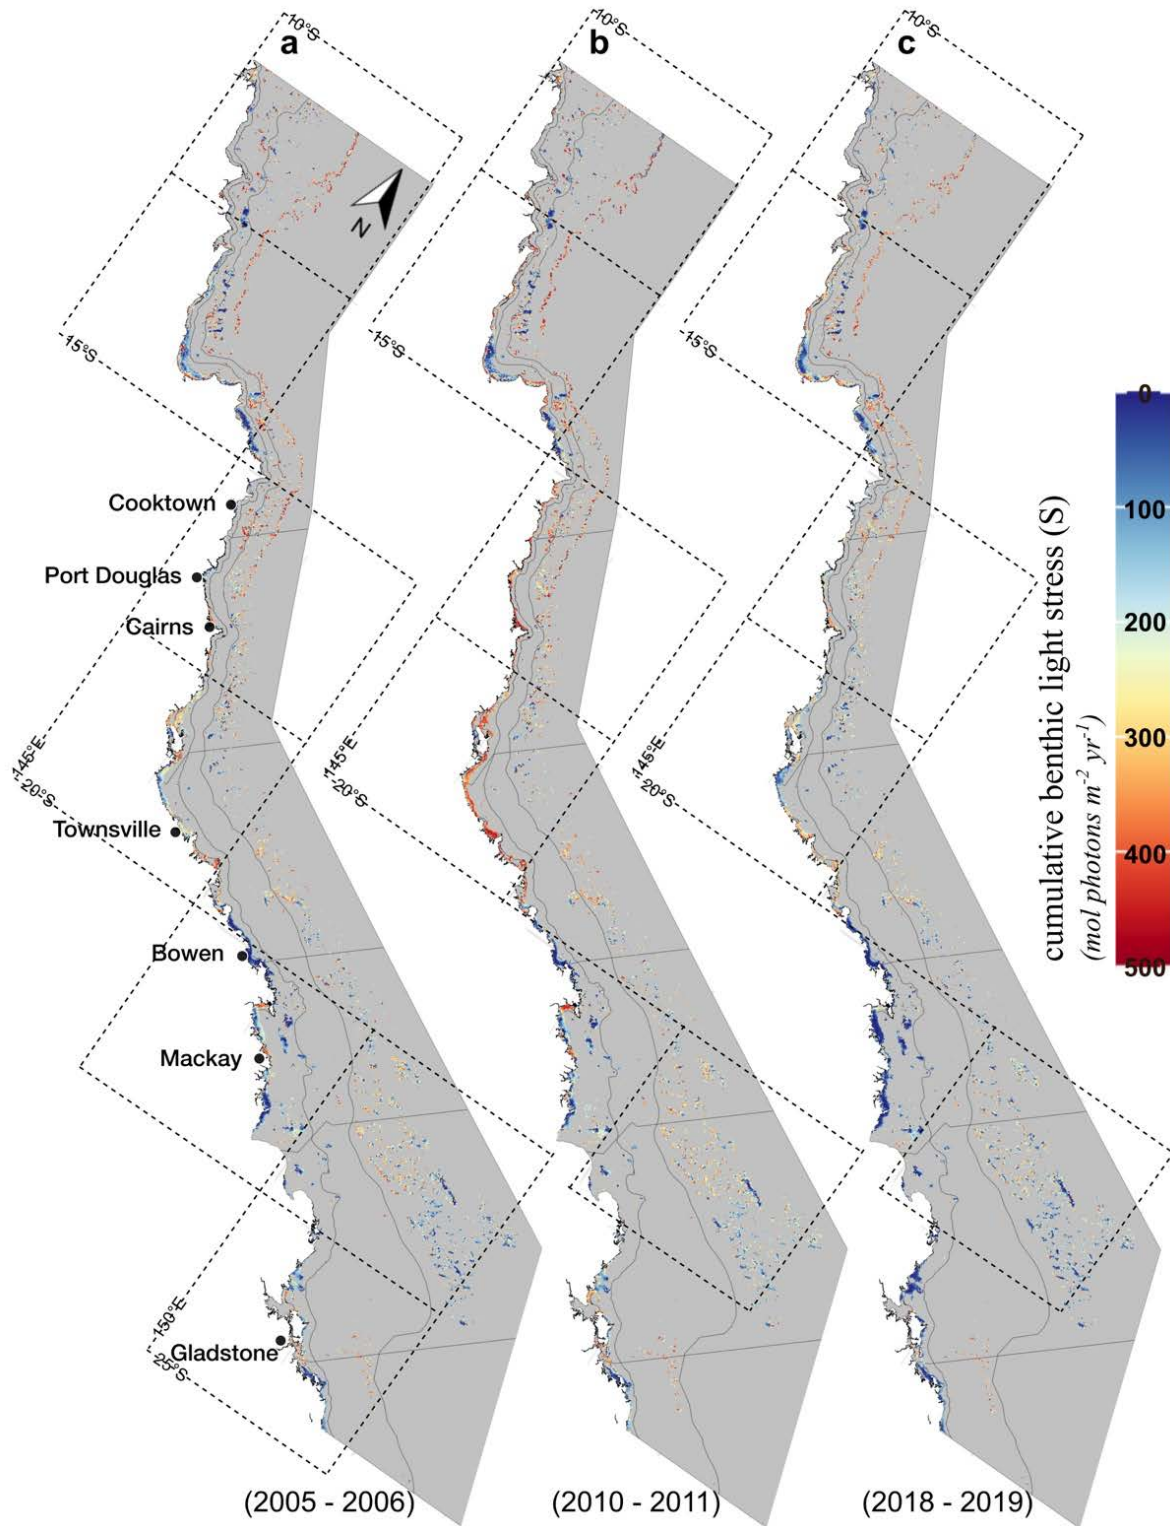 a
b
c
10°S
10°S
10°S
N
15°S
15°S
15°S
Cooktown
Port Douglas
Cairns
145°E
20°S
145°E
20°S
145°E
20°S
Townsville
Bowen
Mackay
150°E
25°S
Gladstone
(2005 - 2006)
(2010 - 2011)
(2018 - 2019)
cumulative benthic light stress (S)
(mol photons m⁻² yr⁻¹)
0
100
200
300
400
500